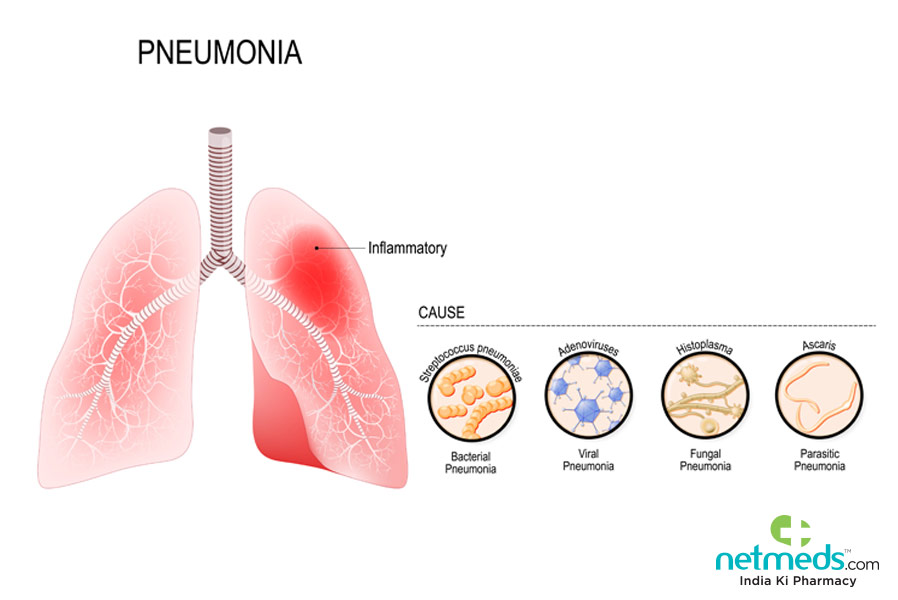 PNEUMONIA
Inflammatory
CAUSE
Streptococcus pneumoniae
Adenoviruses
Histoplasma
Ascaris
Bacterial
Pneumonia
Viral
Pneumonia
Fungal
Pneumonia
Parasitic
Pneumonia
netmeds.com™
India Ki Pharmacy